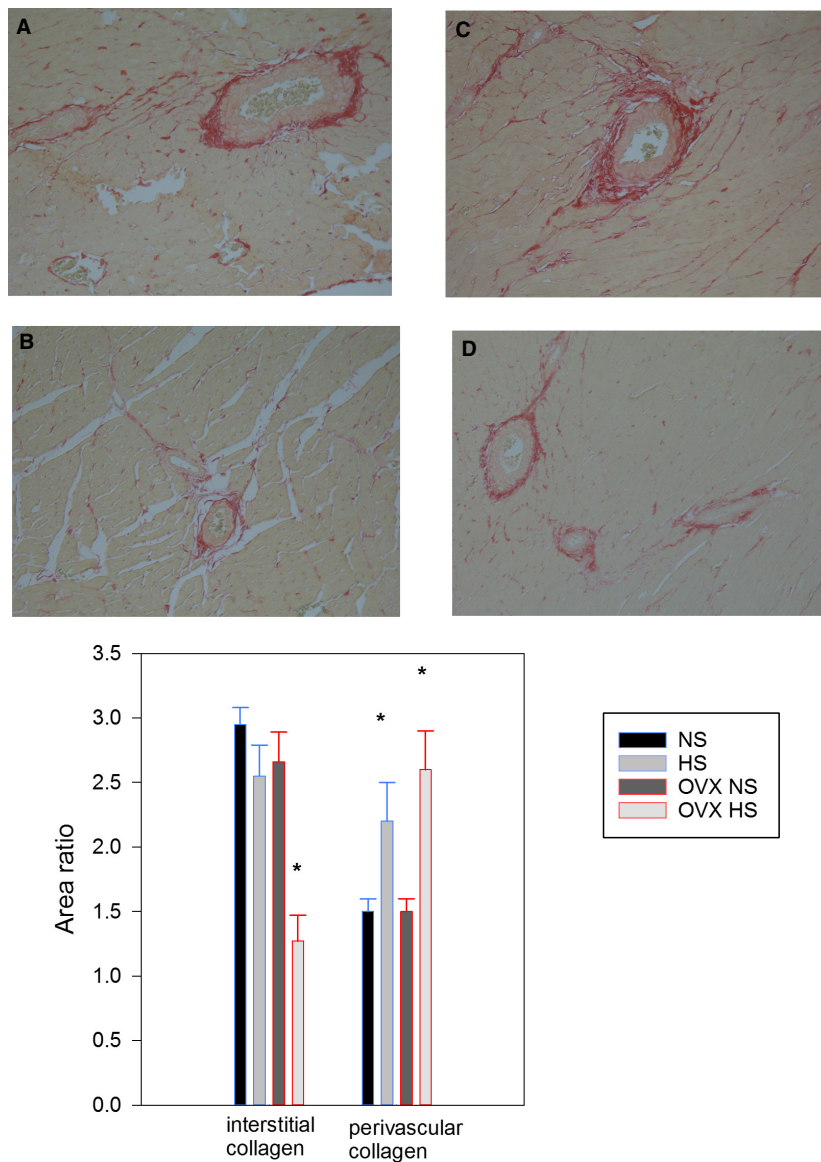 A
C
B
D
3.5
3.0
2.5
2.0
1.5
1.0
0.5
0.0
Area ratio
*
*
*
interstitial
collagen
perivascular
collagen
NS
HS
OVX NS
OVX HS